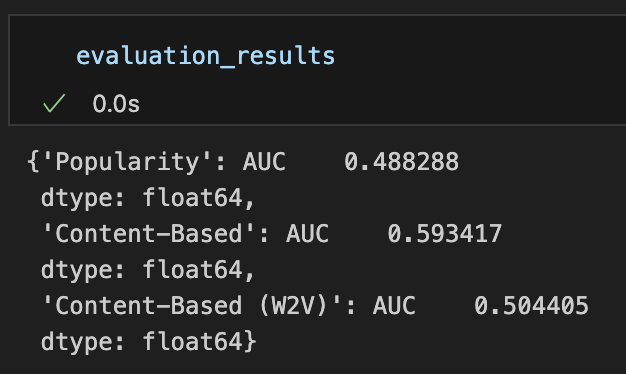 evaluation_results
✓ 0.0s
{'Popularity': AUC    0.488288
 dtype: float64,
 'Content-Based': AUC    0.593417
 dtype: float64,
 'Content-Based (W2V)': AUC    0.504405
 dtype: float64}